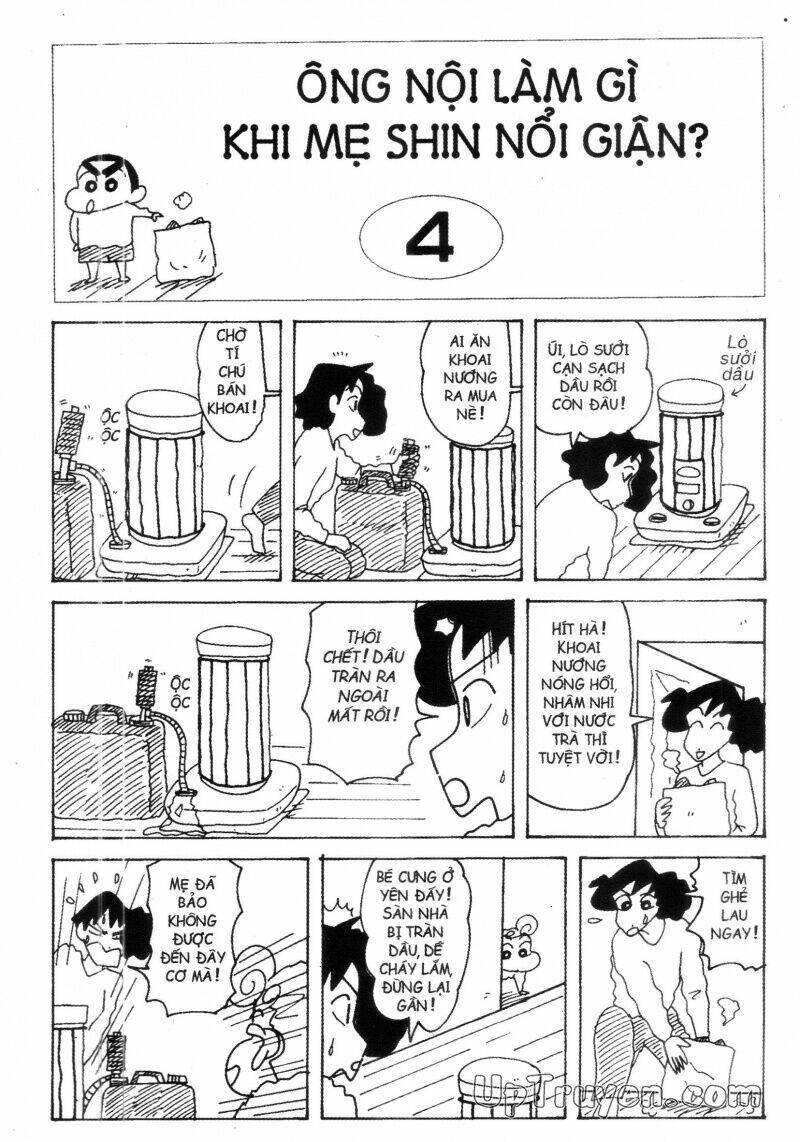 ÔNG NỘI LÀM GÌ
KHI MẸ SHIN NỔI GIẬN?
4
Lò
sưởi
dầu
ÚI, LÒ SƯỞI
CẠN SẠCH
DẦU RỒI
CÒN ĐÂU!
AI ĂN
KHOAI
NƯỚNG
RA MUA
NÈ!
CHỜ
TÍ
CHÚ
BÁN
KHOAI!
ỘC
ỘC
HÍT HÀ!
KHOAI
NƯỚNG
NÓNG HỔI,
NHÂM NHI
VỚI NƯỚC
TRÀ THÌ
TUYỆT VỜI!
THÔI
CHẾT! DẦU
TRÀN RA
NGOÀI
MẤT RỒI!
ỘC
ỘC
TÌM
GHẺ
LAU
NGAY!
BÉ CƯNG Ở
YÊN ĐẤY!
SÀN NHÀ
BỊ TRÀN
DẦU, DỄ
CHÁY LẮM,
ĐỪNG LẠI
GẦN!
MẸ ĐÃ
BẢO
KHÔNG
ĐƯỢC
ĐẾN ĐÂY
CƠ MÀ!
UpTruyen.com